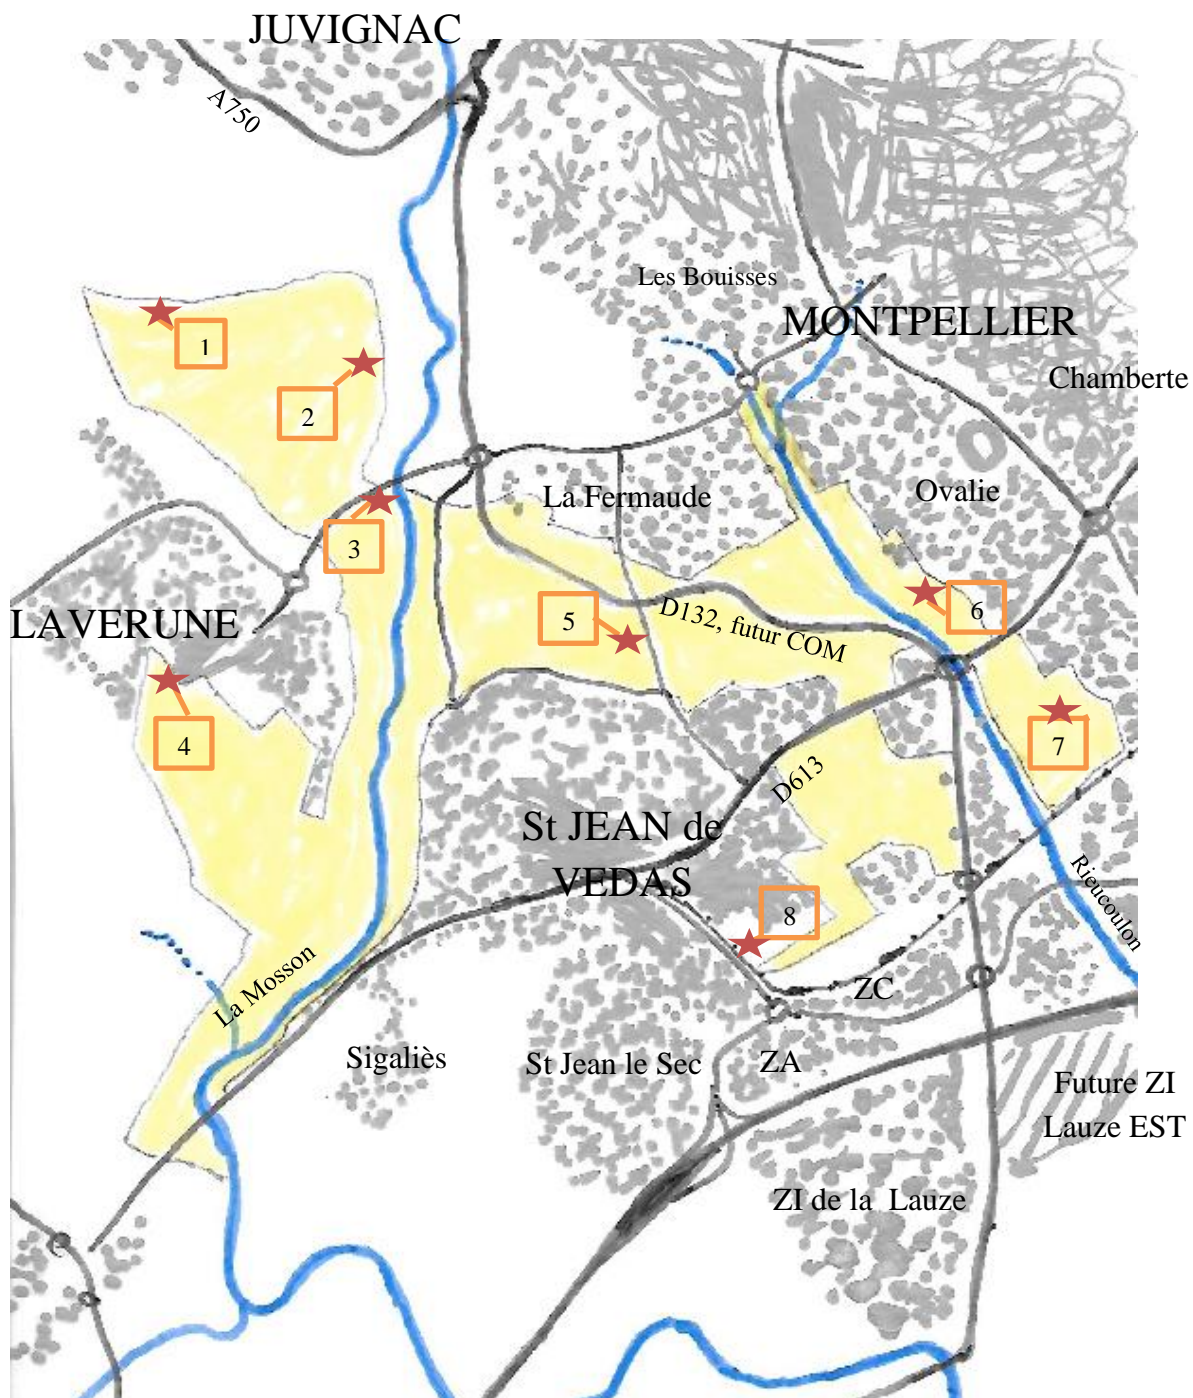 JUVIGNAC
A750
Les Bouisses
MONTPELLIER
1
Chamberte
2
La Fermaude
Ovalie
3
LAVERUNE
5
D132, futur COM
6
4
7
D613
St JEAN de
VEDAS
8
Rieucoulon
La Mosson
ZC
Sigaliès
St Jean le Sec
ZA
Future ZI
Lauze EST
ZI de la Lauze